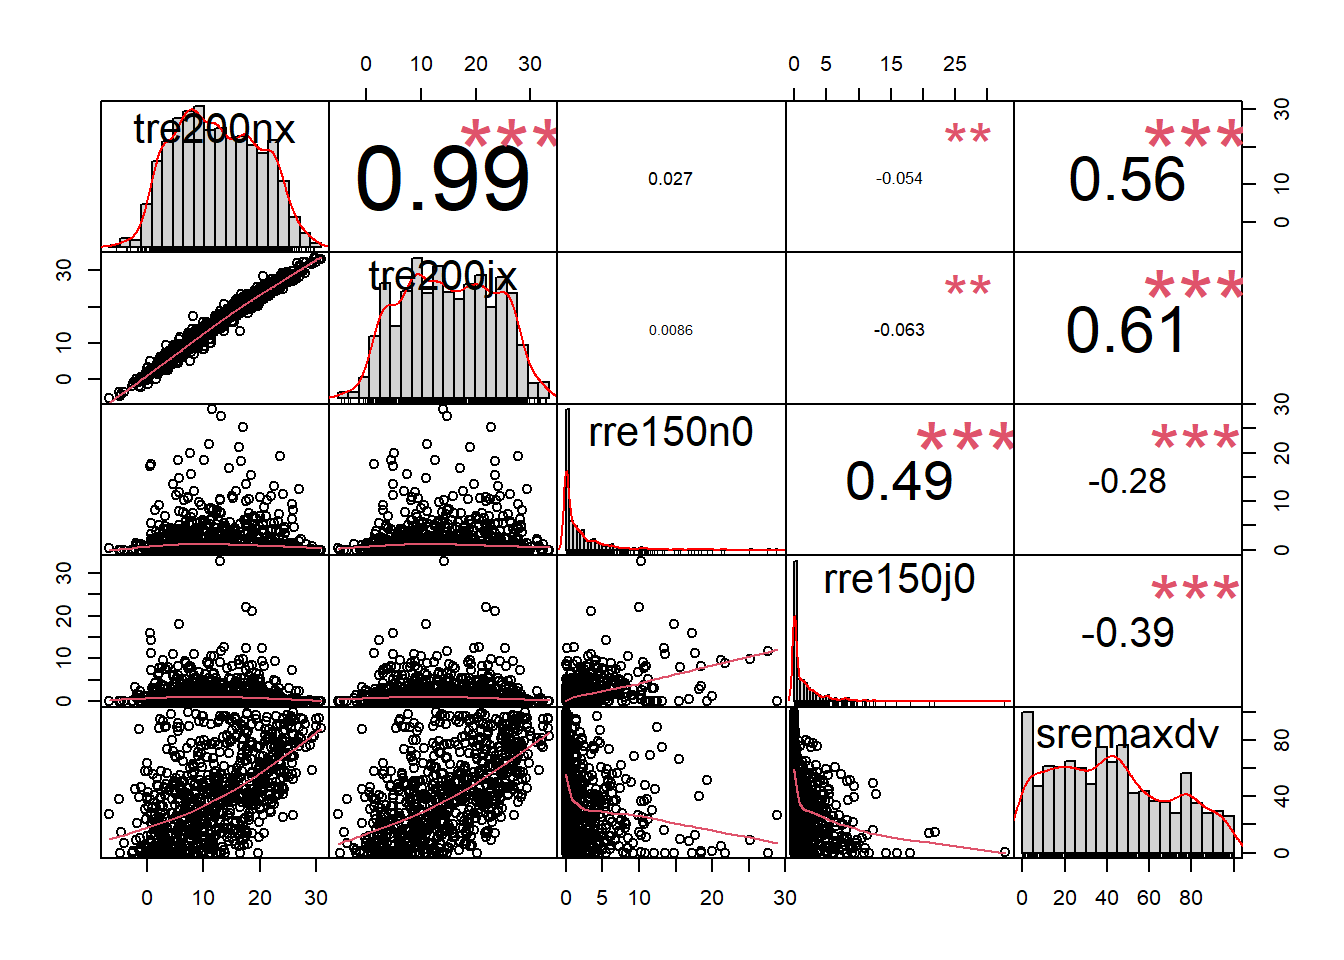 0 10 20 30 0 5 15 25
tre200nx 0.99 *** 0.027 -0.054 ** 0.56 *** 0 10 30
0 10 30 tre200jx 0.0086 -0.063 ** 0.61 ***
rre150n0 0.49 *** -0.28 *** 0 10 20 30
0 10 20 30 rre150j0 -0.39 ***
sremaxdv 0 40 80
0 10 20 30 0 5 10 20 30 0 20 40 60 80